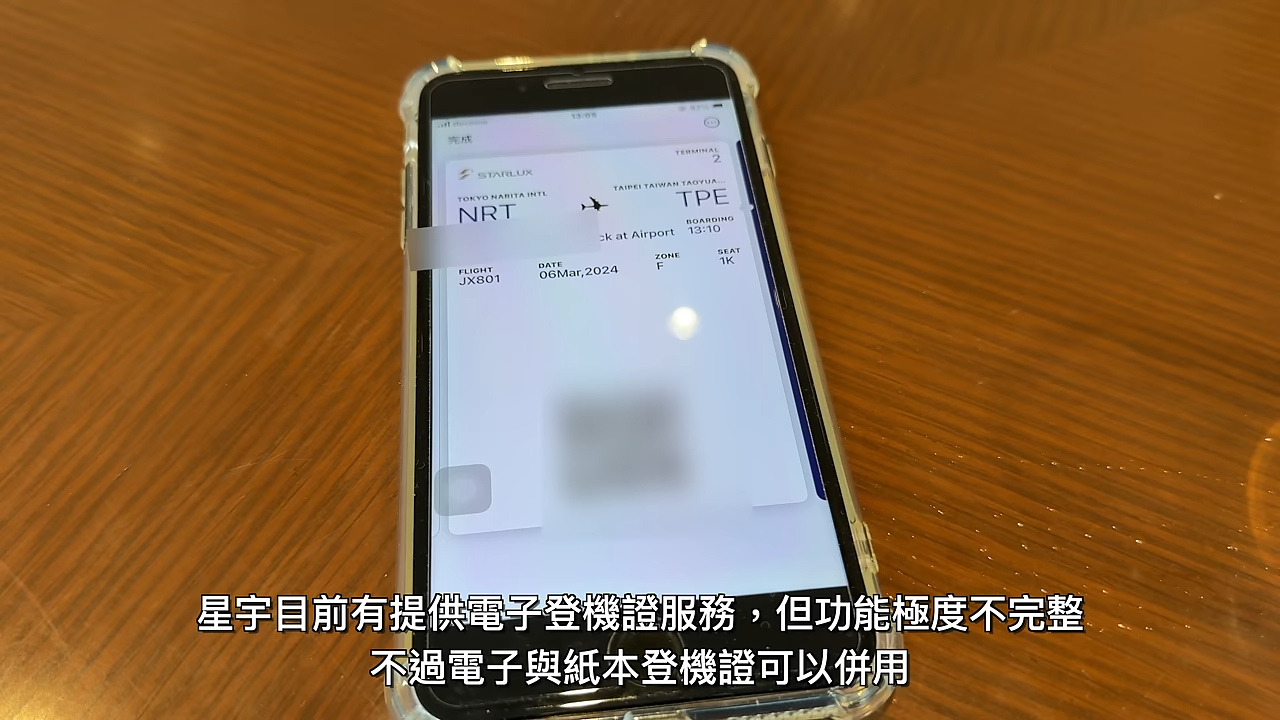 13:09
完成
STARLUX
TERMINAL
2
TOKYO NARITA INTL
TAIPEI TAIWAN TAOYUA...
NRT
TPE
ck at Airport
BOARDING
13:10
FLIGHT
DATE
ZONE
SEAT
JX801
06Mar,2024
F
1K
星宇目前有提供電子登機證服務，但功能極度不完整
不過電子與紙本登機證可以併用